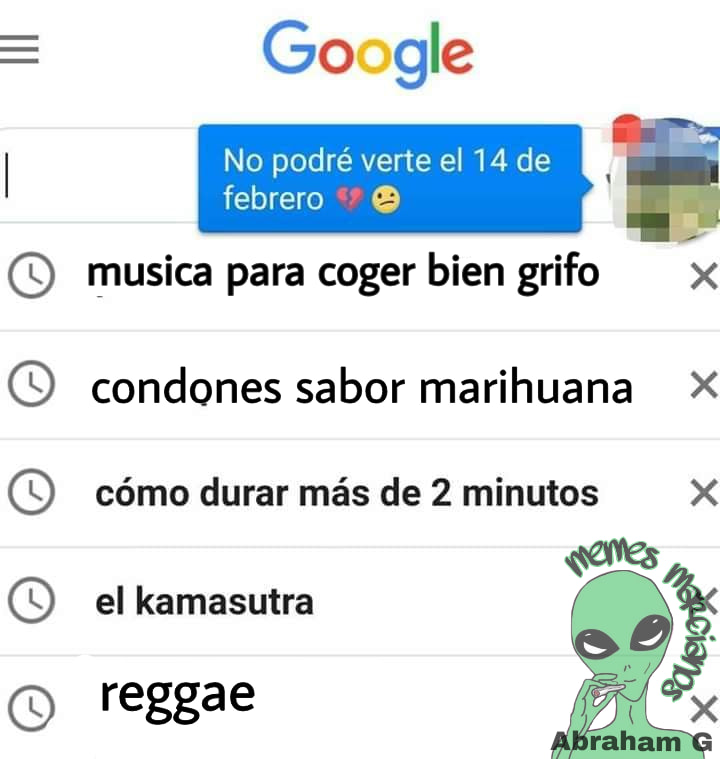 Google
No podré verte el 14 de
febrero 💔😕
musica para coger bien grifo
condones sabor marihuana
cómo durar más de 2 minutos
el kamasutra
reggae
memes marcianos
Abraham G